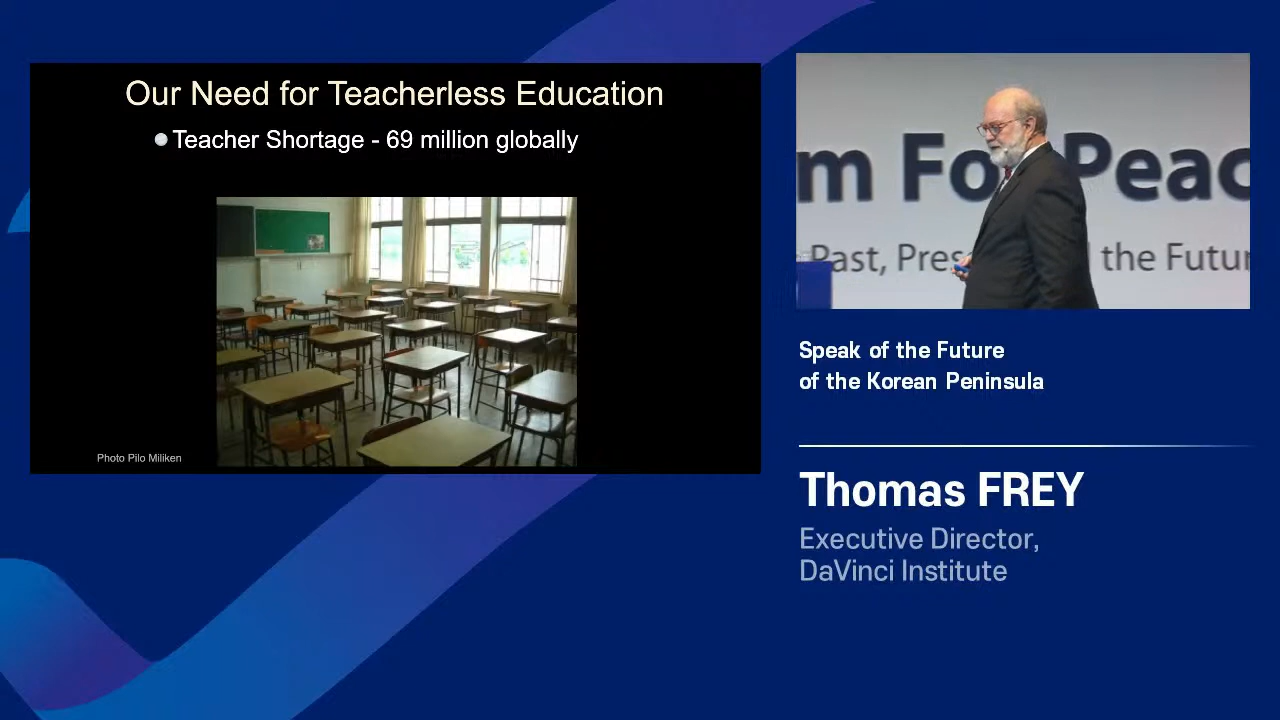 Our Need for Teacherless Education
Teacher Shortage - 69 million globally
Photo Pilo Miliken
m For Peac
Past, Pres the Futur
Speak of the Future
of the Korean Peninsula
Thomas FREY
Executive Director,
DaVinci Institute